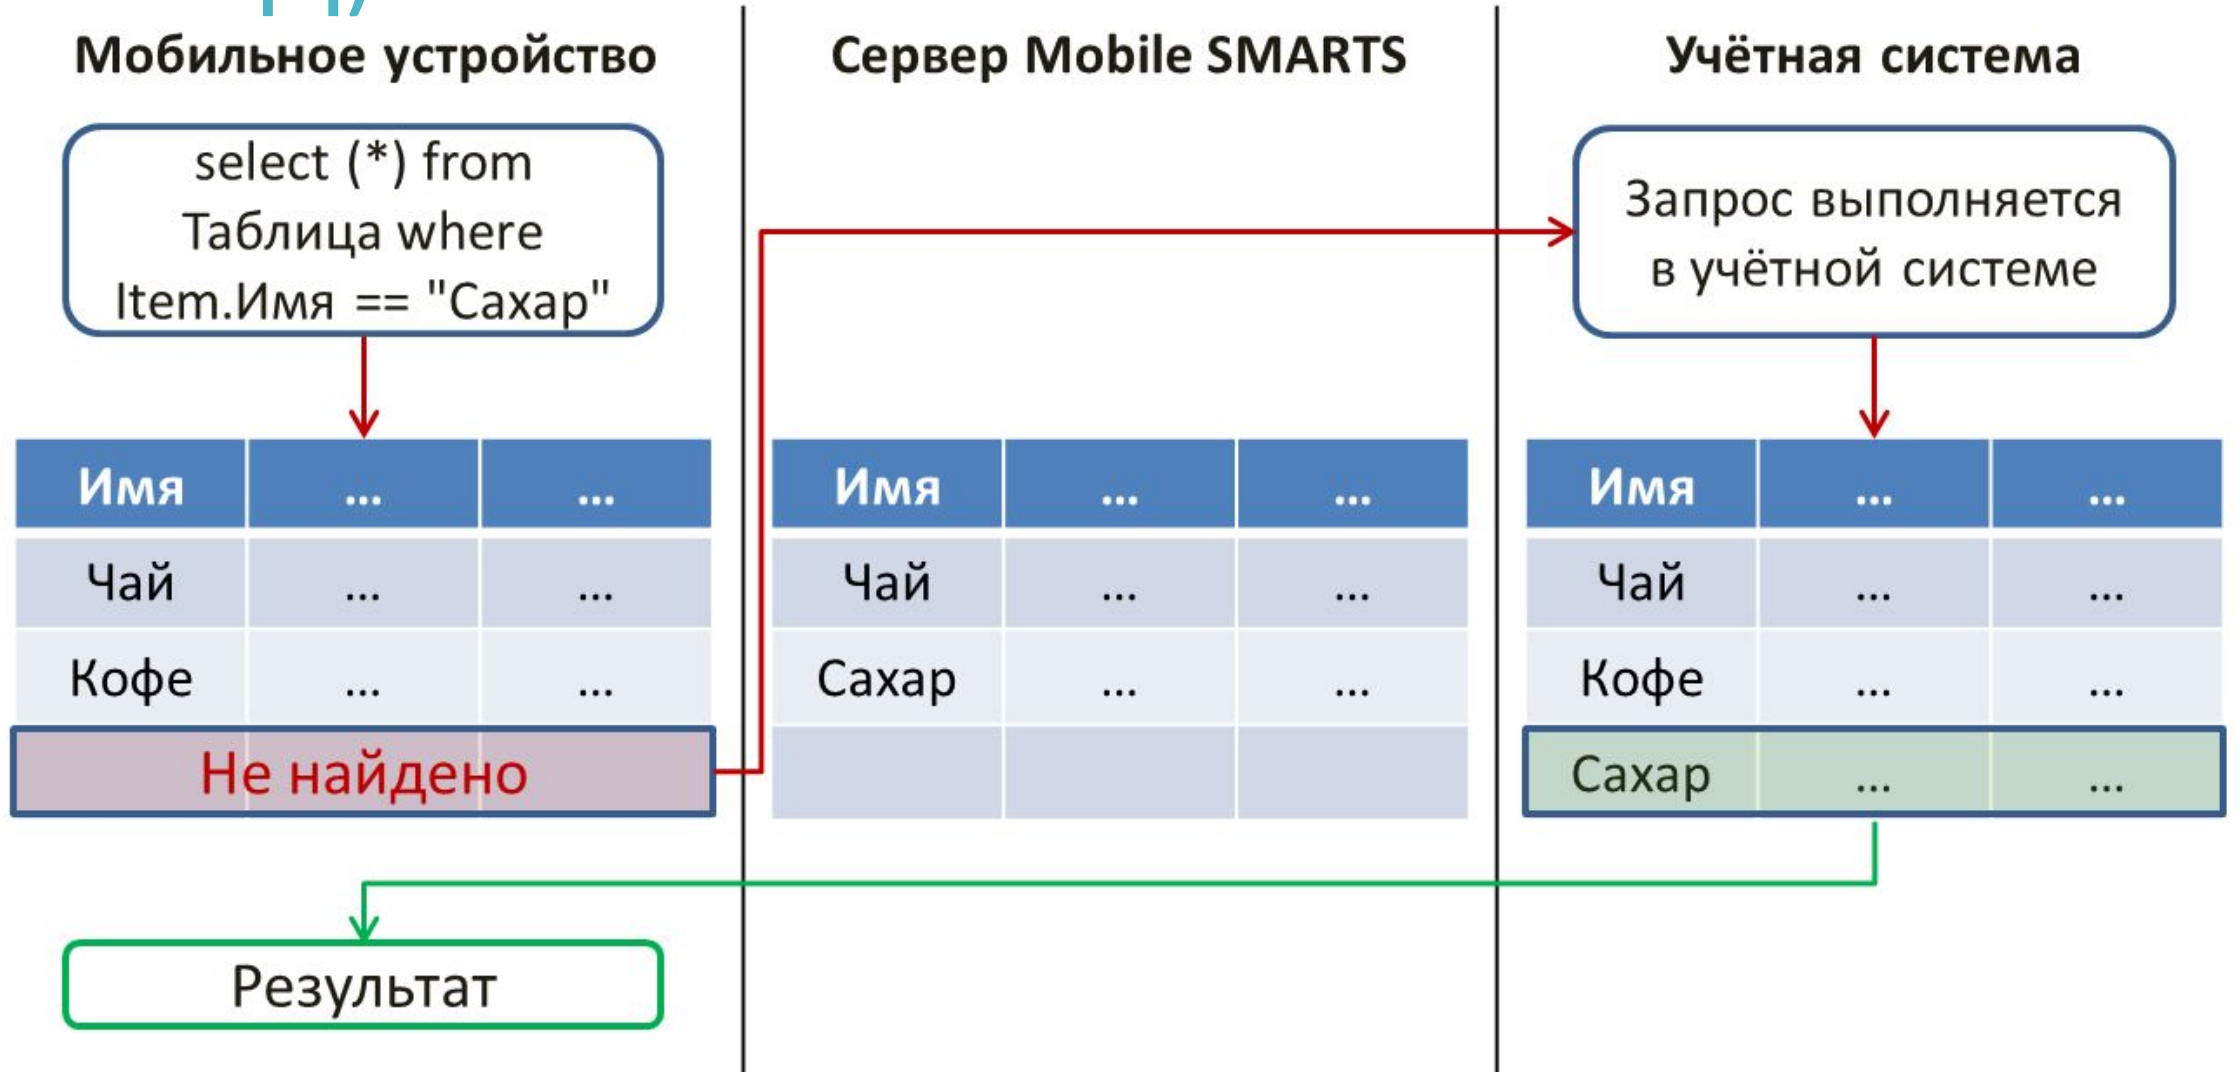 Мобильное устройство
Сервер Mobile SMARTS
Учётная система
select (*) from
Таблица where
Item.Имя == "Сахар"
Запрос выполняется
в учётной системе
Имя ... ...
Чай ... ...
Кофе ... ...
Не найдено
Имя ... ...
Чай ... ...
Сахар ... ...
Имя ... ...
Чай ... ...
Кофе ... ...
Сахар ... ...
Результат